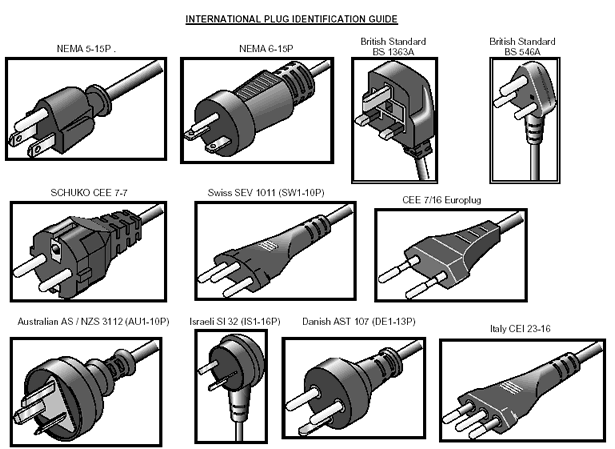 INTERNATIONAL PLUG IDENTIFICATION GUIDE
NEMA 5-15P .
NEMA 6-15P
British Standard
BS 1363A
British Standard
BS 546A
SCHUKO CEE 7-7
Swiss SEV 1011 (SW1-10P)
CEE 7/16 Europlug
Australian AS / NZS 3112 (AU1-10P)
Israeli SI 32 (IS1-16P)
Danish AST 107 (DE1-13P)
Italy CEI 23-16